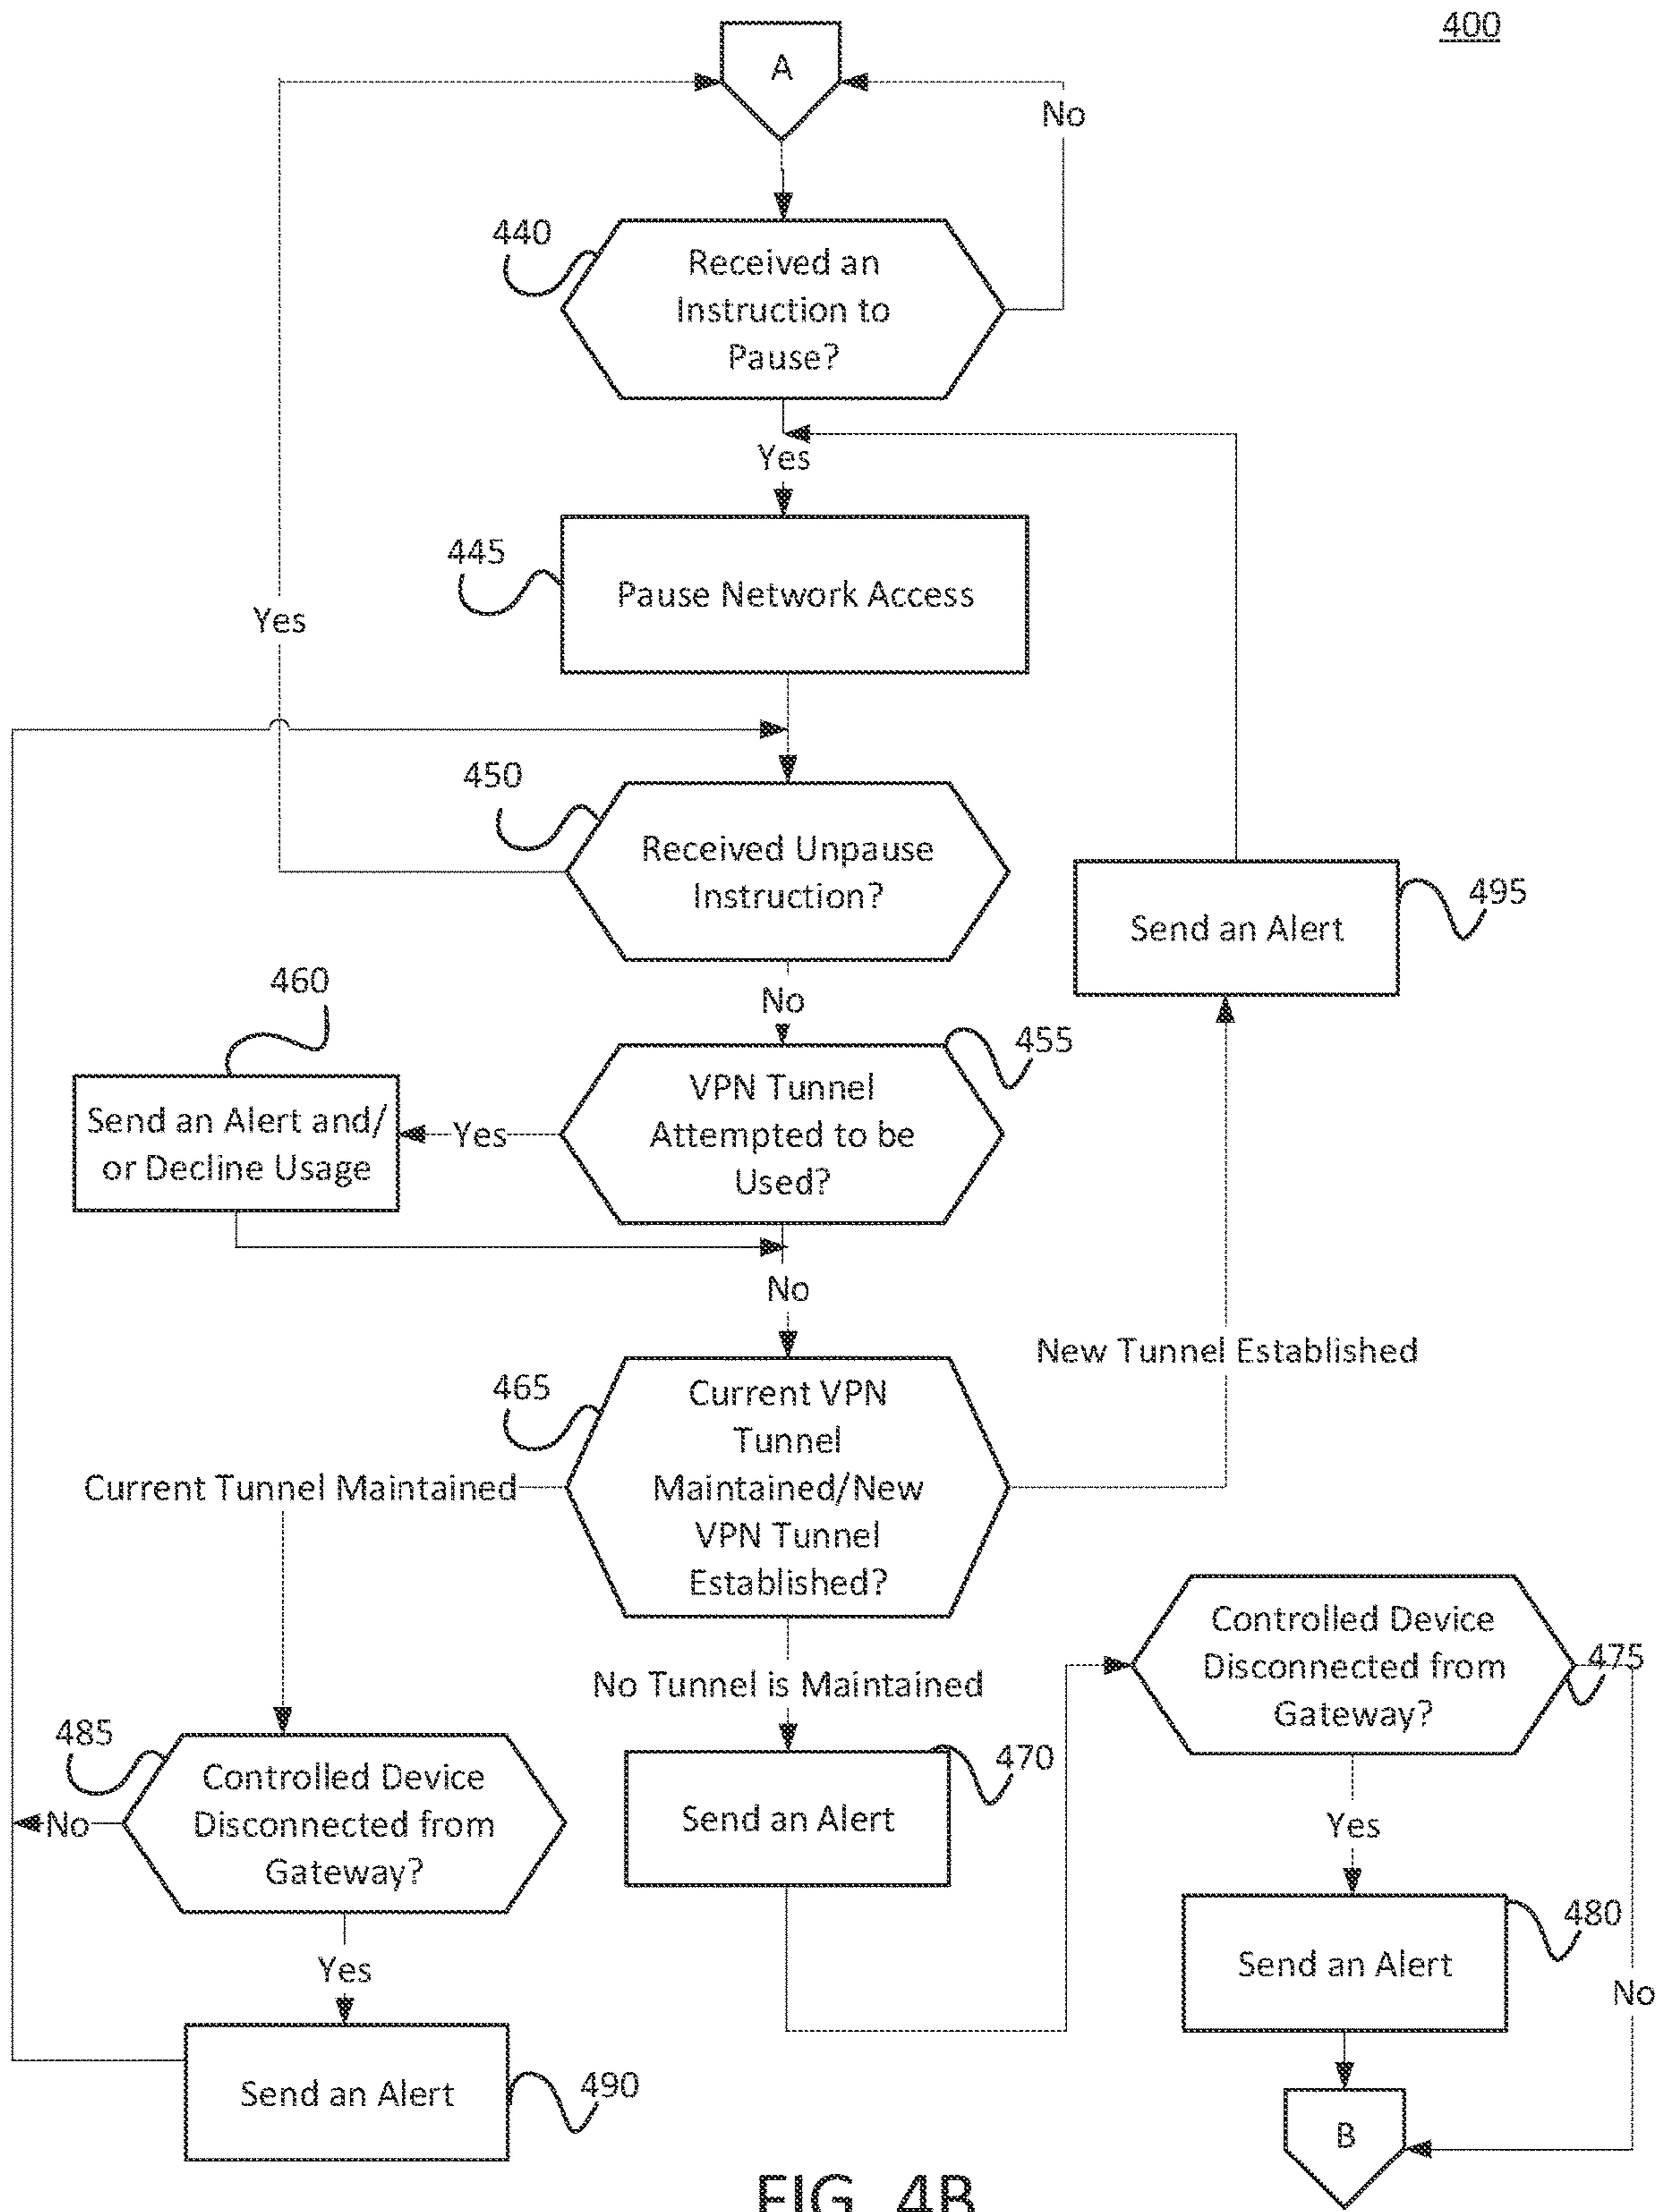 400
A
No
440
Received an
Instruction to
Pause?
Yes
445
Pause Network Access
Yes
450
Received Unpause
Instruction?
495
Send an Alert
460
No
455
Send an Alert and/
or Decline Usage
Yes
VPN Tunnel
Attempted to be
Used?
No
New Tunnel Established
465
Current VPN
Tunnel
Maintained/New
VPN Tunnel
Established?
Current Tunnel Maintained
Controlled Device
Disconnected from
Gateway?
475
No Tunnel is Maintained
485
Controlled Device
Disconnected from
Gateway?
No
470
Send an Alert
Yes
480
Send an Alert
Yes
No
490
Send an Alert
B
FIG. 4B